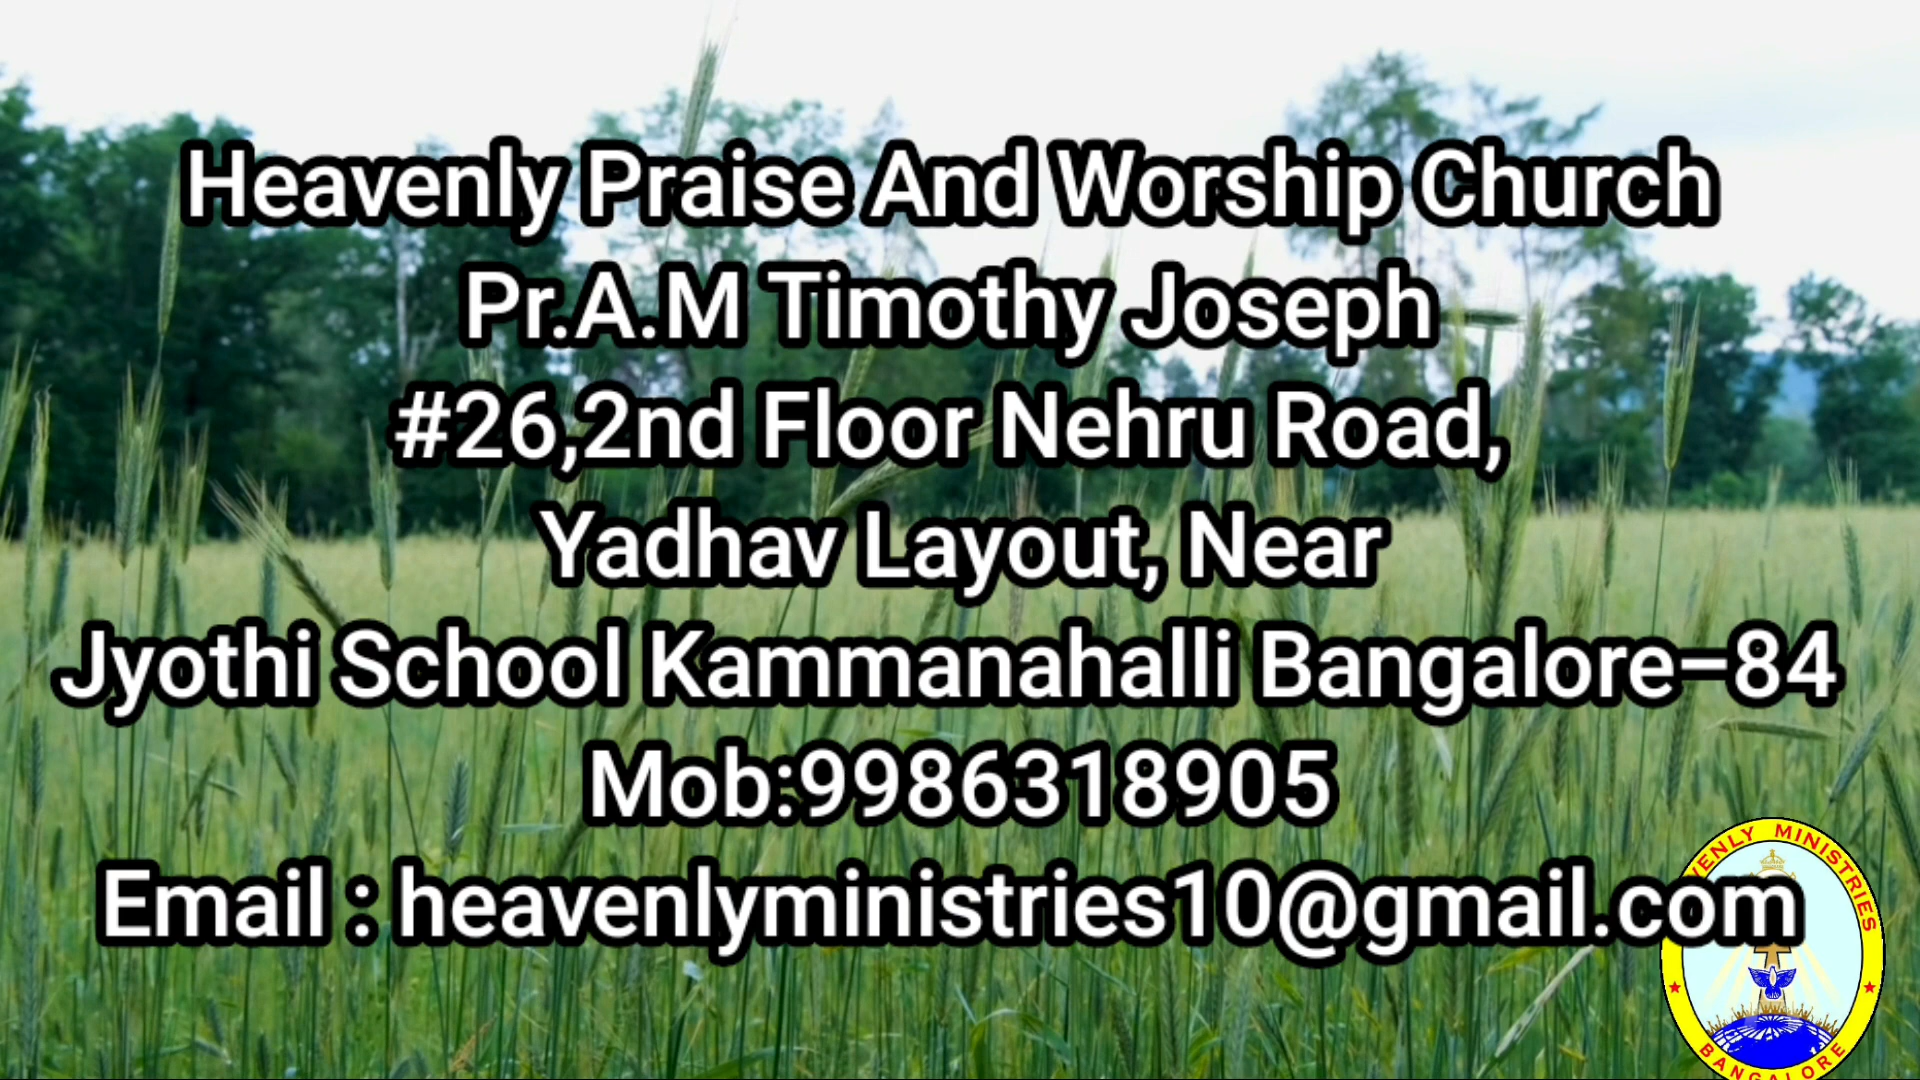 Heavenly Praise And Worship Church
Pr.A.M Timothy Joseph
#26,2nd Floor Nehru Road,
Yadhav Layout, Near
Jyothi School Kammanahalli Bangalore–84
Mob:9986318905
Email : heavenlyministries10@gmail.com
MINISTRIES
BANGALORE